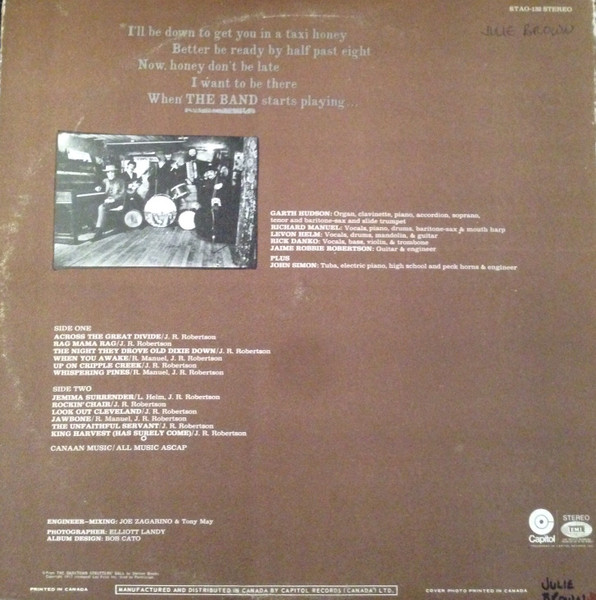 STAO-132 STEREO
JULIE BROWN
I'll be down to get you in a taxi honey
Better be ready by half past eight
Now, honey don't be late
I want to be there
When THE BAND starts playing...
GARTH HUDSON: Organ, clavinette, piano, accordion, soprano,
tenor and baritone-sax and slide trumpet
RICHARD MANUEL: Vocals, piano, drums, baritone-sax & mouth harp
LEVON HELM: Vocals, drums, mandolin, & guitar
RICK DANKO: Vocals, bass, violin, & trombone
JAIME ROBBIE ROBERTSON: Guitar & engineer
PLUS
JOHN SIMON: Tuba, electric piano, high school and peck horns & engineer
SIDE ONE
ACROSS THE GREAT DIVIDE/J. R. Robertson
RAG MAMA RAG/J. R. Robertson
THE NIGHT THEY DROVE OLD DIXIE DOWN/J. R. Robertson
WHEN YOU AWAKE/R. Manuel, J. R. Robertson
UP ON CRIPPLE CREEK/J. R. Robertson
WHISPERING PINES/R. Manuel, J. R. Robertson
SIDE TWO
JEMIMA SURRENDER/L. Helm, J. R. Robertson
ROCKIN' CHAIR/J. R. Robertson
LOOK OUT CLEVELAND/J. R. Robertson
JAWBONE/R. Manuel, J. R. Robertson
THE UNFAITHFUL SERVANT/J. R. Robertson
KING HARVEST (HAS SURELY COME)/J. R. Robertson
CANAAN MUSIC/ALL MUSIC ASCAP
ENGINEER—MIXING: JOE ZAGARINO & Tony May
PHOTOGRAPHER: ELLIOTT LANDY
ALBUM DESIGN: BOB CATO
Capitol
STEREO
EMI
PRINTED IN CANADA
MANUFACTURED AND DISTRIBUTED IN CANADA BY CAPITOL RECORDS (CANADA) LTD.
COVER PHOTO PRINTED IN CANADA
JULIE
BROWN